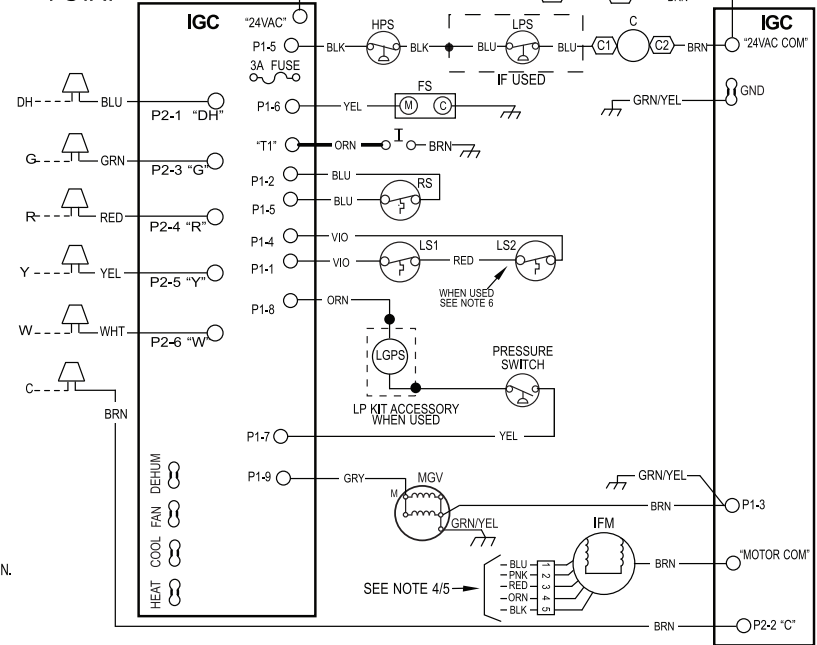 IGC
"24VAC"
HPS
LPS
C
BRN
IGC
P1-5
BLK
BLK
BLU
BLU
C1
C2
BRN
"24VAC COM"
3A FUSE
IF USED
GND
DH
BLU
P2-1 "DH"
P1-6
YEL
FS
M
C
GRN/YEL
"T1"
ORN
BRN
G
GRN
P2-3 "G"
P1-2
BLU
RS
P1-5
BLU
R
RED
P2-4 "R"
P1-4
VIO
LS1
LS2
P1-1
VIO
RED
Y
YEL
P2-5 "Y"
WHEN USED
SEE NOTE 6
P1-8
ORN
W
WHT
P2-6 "W"
LGPS
PRESSURE
SWITCH
C
BRN
LP KIT ACCESSORY
WHEN USED
P1-7
YEL
DEHUM
P1-9
GRY
MGV
M
GRN/YEL
BRN
P1-3
FAN
GRN/YEL
IFM
COOL
N.
BLU
PNK
RED
ORN
BLK
1
2
3
4
5
BRN
"MOTOR COM"
SEE NOTE 4/5
HEAT
BRN
P2-2 "C"